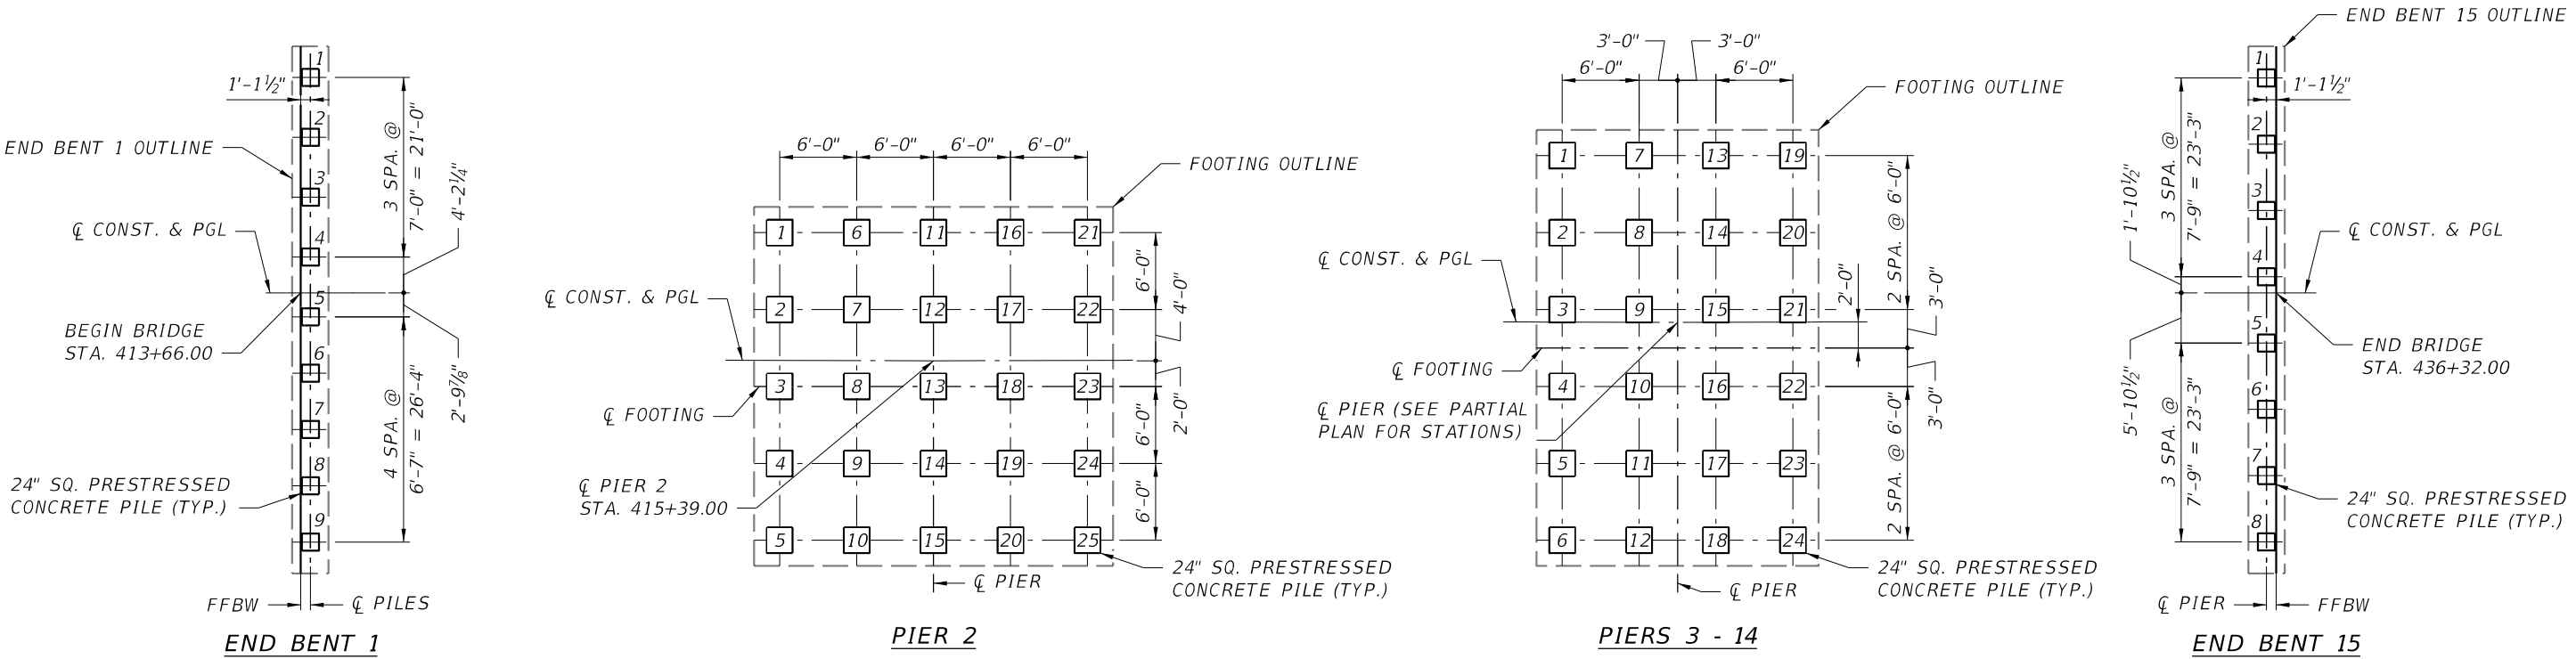 END BENT 1 OUTLINE
1'-1½"
℄ CONST. & PGL
BEGIN BRIDGE
STA. 413+66.00
24" SQ. PRESTRESSED
CONCRETE PILE (TYP.)
1
2
3
4
5
6
7
8
9
3 SPA. @
7'-0" = 21'-0"
4'-2¼"
4 SPA. @
6'-7" = 26'-4"
2'-9⅞"
FFBW
℄ PILES
END BENT 1
6'-0"
6'-0"
6'-0"
6'-0"
FOOTING OUTLINE
℄ CONST. & PGL
℄ FOOTING
℄ PIER 2
STA. 415+39.00
1 6 11 16 21
2 7 12 17 22
3 8 13 18 23
4 9 14 19 24
5 10 15 20 25
6'-0"
4'-0"
2'-0"
6'-0"
6'-0"
24" SQ. PRESTRESSED
CONCRETE PILE (TYP.)
℄ PIER
PIER 2
3'-0" 3'-0"
6'-0" 6'-0"
FOOTING OUTLINE
℄ CONST. & PGL
℄ FOOTING
℄ PIER (SEE PARTIAL
PLAN FOR STATIONS)
1 7 13 19
2 8 14 20
3 9 15 21
4 10 16 22
5 11 17 23
6 12 18 24
2 SPA. @ 6'-0"
2'-0"
3'-0"
3'-0"
2 SPA. @ 6'-0"
24" SQ. PRESTRESSED
CONCRETE PILE (TYP.)
℄ PIER
PIERS 3 - 14
END BENT 15 OUTLINE
1'-1½"
1'-10½"
3 SPA. @
7'-9" = 23'-3"
5'-10½"
3 SPA. @
7'-9" = 23'-3"
1
2
3
4
5
6
7
8
℄ CONST. & PGL
END BRIDGE
STA. 436+32.00
24" SQ. PRESTRESSED
CONCRETE PILE (TYP.)
℄ PIER
FFBW
END BENT 15